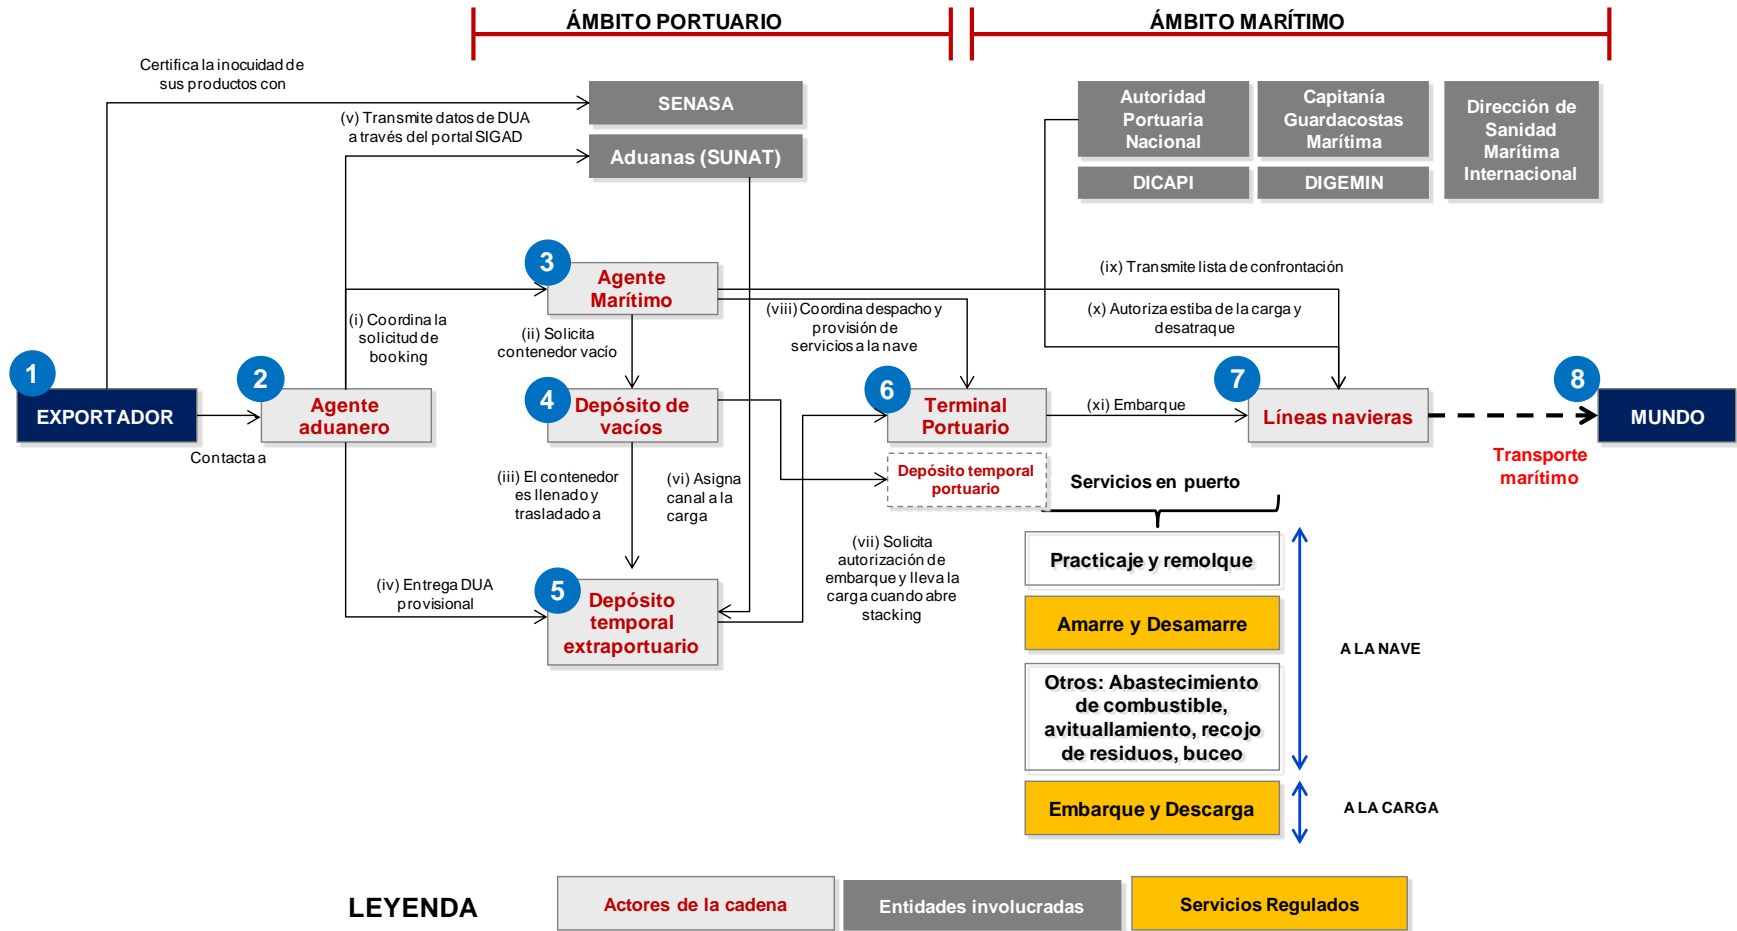 ÁMBITO PORTUARIO
ÁMBITO MARÍTIMO
Certifica la inocuidad de
sus productos con
SENASA
(v) Transmite datos de DUA
a través del portal SIGAD
Aduanas (SUNAT)
Autoridad
Portuaria
Nacional
Capitanía
Guardacostas
Marítima
Dirección de
Sanidad
Marítima
Internacional
DICAPI
DIGEMIN
3
Agente
Marítimo
(ix) Transmite lista de confrontación
(i) Coordina la
solicitud de
booking
(ii) Solicita
contenedor vacío
(viii) Coordina despacho y
provisión de
servicios a la nave
(x) Autoriza estiba de la carga y
desatraque
1
EXPORTADOR
Contacta a
2
Agente
aduanero
4
Depósito de
vacíos
6
Terminal
Portuario
(xi) Embarque
7
Líneas navieras
8
MUNDO
Transporte
marítimo
(iii) El contenedor
es llenado y
trasladado a
(vi) Asigna
canal a la
carga
Depósito temporal
portuario
Servicios en puerto
(vii) Solicita
autorización de
embarque y lleva la
carga cuando abre
stacking
(iv) Entrega DUA
provisional
5
Depósito
temporal
extraportuario
Practicaje y remolque
Amarre y Desamarre
A LA NAVE
Otros: Abastecimiento
de combustible,
avituallamiento, recojo
de residuos, buceo
Embarque y Descarga
A LA CARGA
LEYENDA
Actores de la cadena
Entidades involucradas
Servicios Regulados